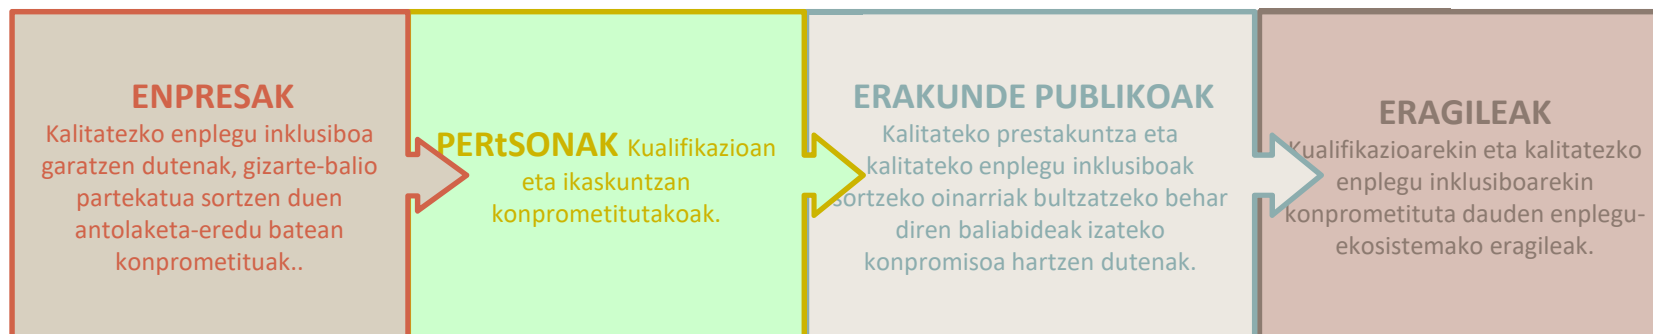 ENPRESAK
Kalitatezko enplegu inklusiboa
garatzen dutenak, gizarte-balio
partekatua sortzen duen
antolaketa-eredu batean
konprometituak..
PERtSONAK Kualifikazioan
eta ikaskuntzan
konprometitutakoak.
ERAKUNDE PUBLIKOAK
Kalitateko prestakuntza eta
kalitateko enplegu inklusiboak
sortzeko oinarriak bultzatzeko behar
diren baliabideak izateko
konpromisoa hartzen dutenak.
ERAGILEAK
Kualifikazioarekin eta kalitatezko
enplegu inklusiboarekin
konprometituta dauden enplegu-
ekosistemako eragileak.